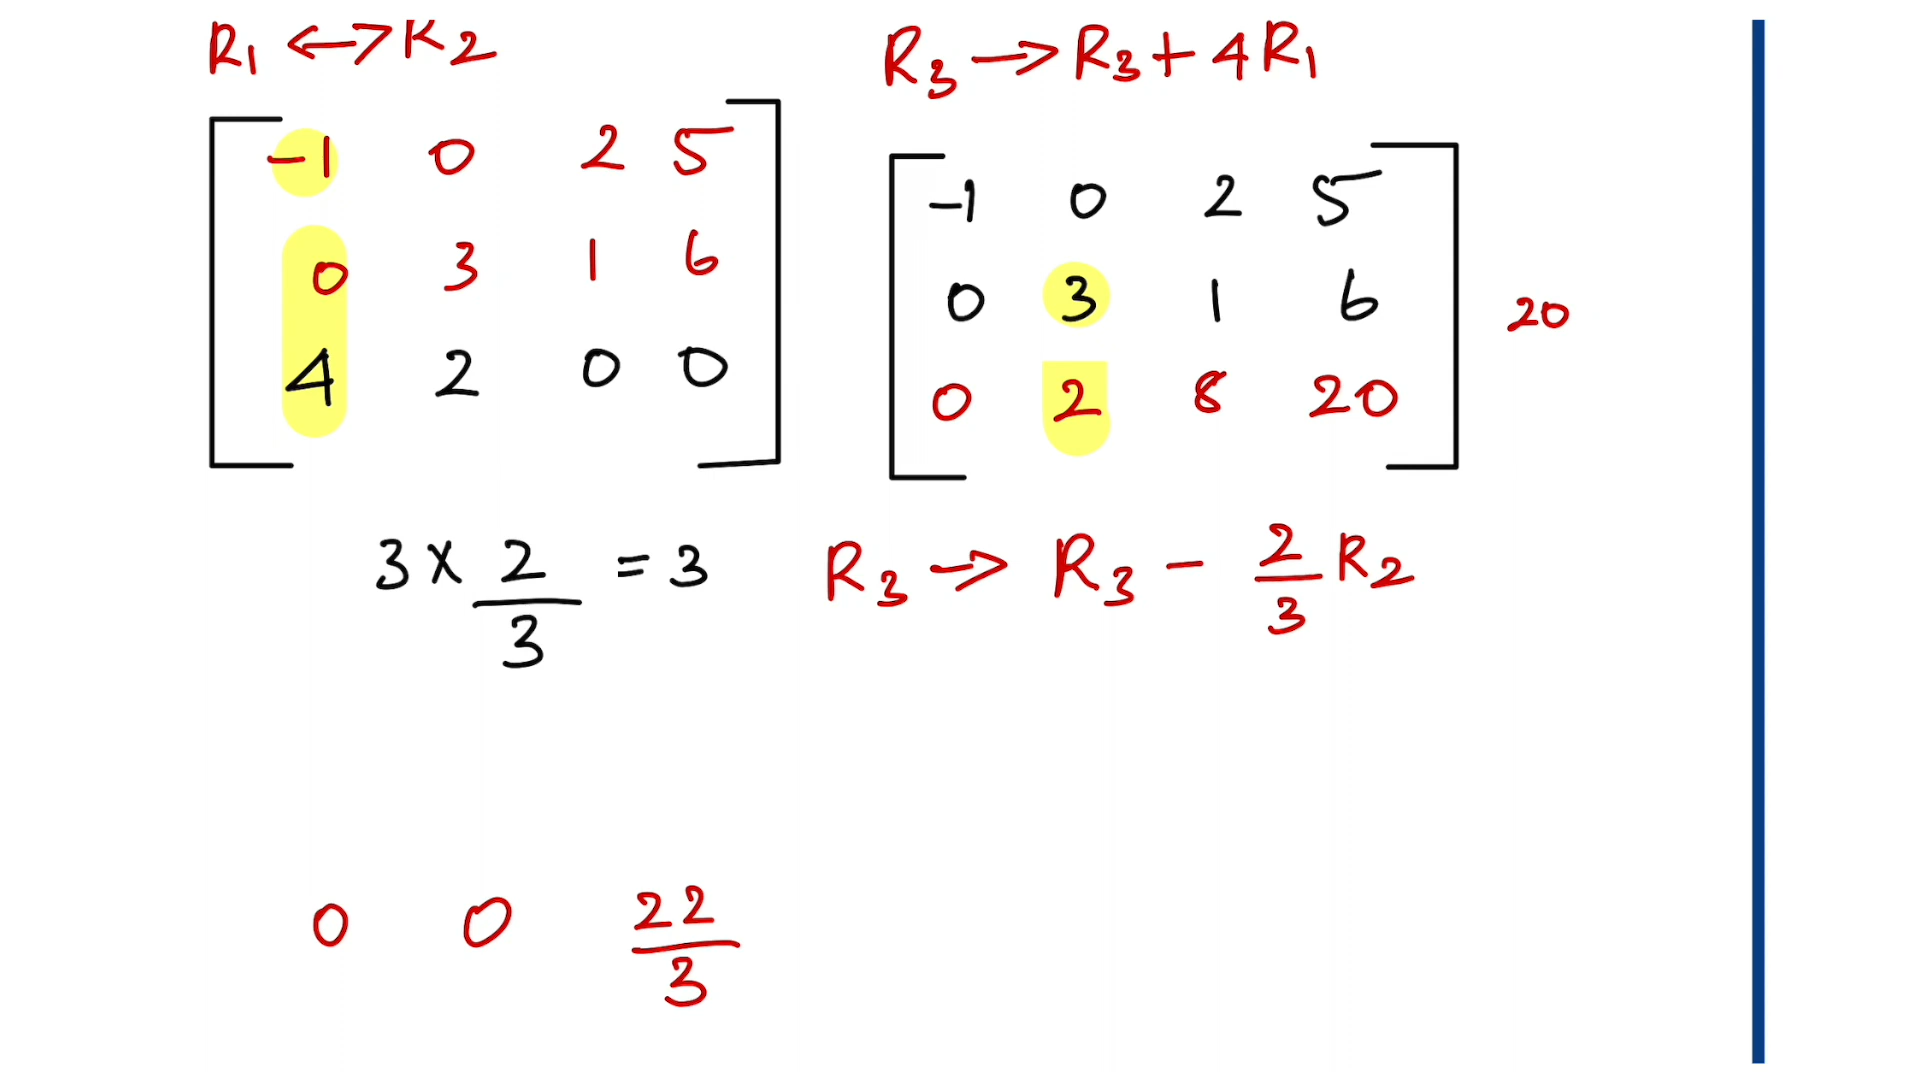 R₁ ↔ R₂
-1 0 2 5
0 3 1 6
4 2 0 0
R₃ → R₃ + 4R₁
-1 0 2 5
0 3 1 6
0 2 8 20
20
3 × 2/3 = 3
R₃ → R₃ - 2/3 R₂
0 0 22/3